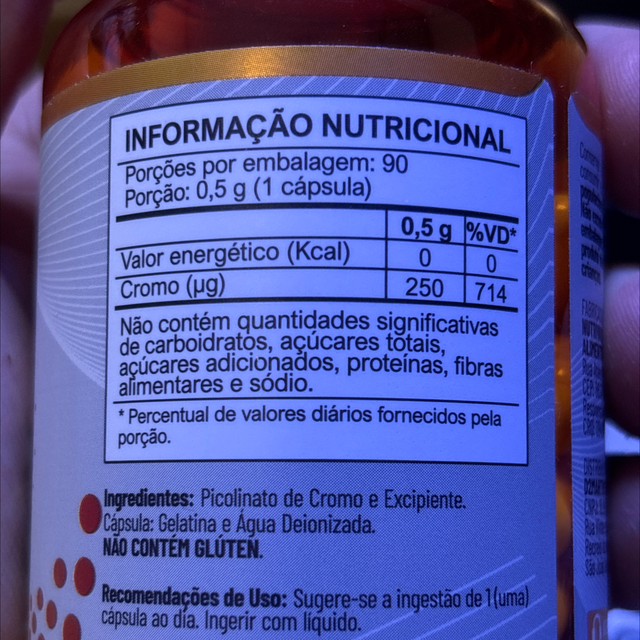 INFORMAÇÃO NUTRICIONAL
Porções por embalagem: 90
Porção: 0,5 g (1 cápsula)
0,5 g %VD*
Valor energético (Kcal) 0 0
Cromo (µg) 250 714
Não contém quantidades significativas
de carboidratos, açúcares totais,
açúcares adicionados, proteínas, fibras
alimentares e sódio.
* Percentual de valores diários fornecidos pela
porção.
Ingredientes: Picolinato de Cromo e Excipiente.
Cápsula: Gelatina e Água Deionizada.
NÃO CONTÉM GLÚTEN.
Recomendações de Uso: Sugere-se a ingestão de 1(uma)
cápsula ao dia. Ingerir com líquido.